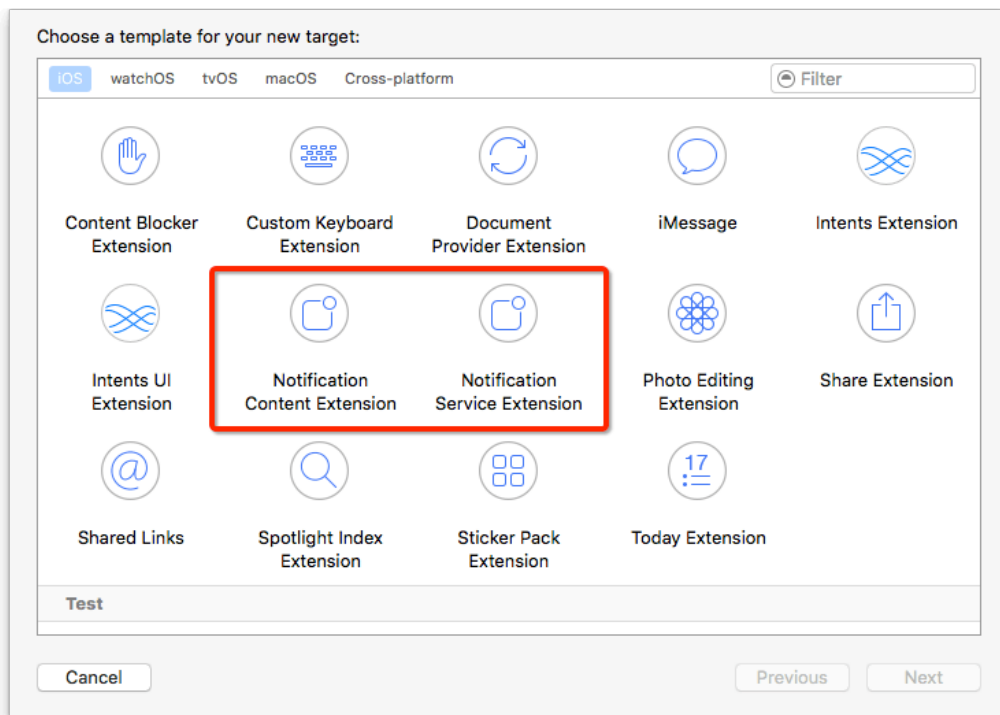 Choose a template for your new target:
iOS watchOS tvOS macOS Cross-platform Filter
Content Blocker
Extension
Custom Keyboard
Extension
Document
Provider Extension
iMessage
Intents Extension
Intents UI
Extension
Notification
Content Extension
Notification
Service Extension
Photo Editing
Extension
Share Extension
@
Shared Links
Spotlight Index
Extension
Sticker Pack
Extension
17
Today Extension
Test
Cancel Previous Next